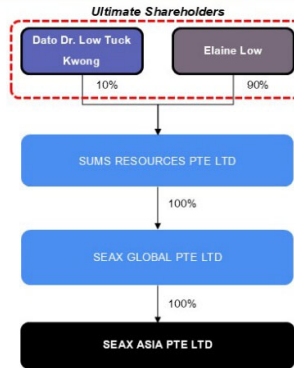 Ultimate Shareholders
Dato Dr. Low Tuck
Kwong
Elaine Low
10%
90%
SUMS RESOURCES PTE LTD
100%
SEAX GLOBAL PTE LTD
100%
SEAX ASIA PTE LTD